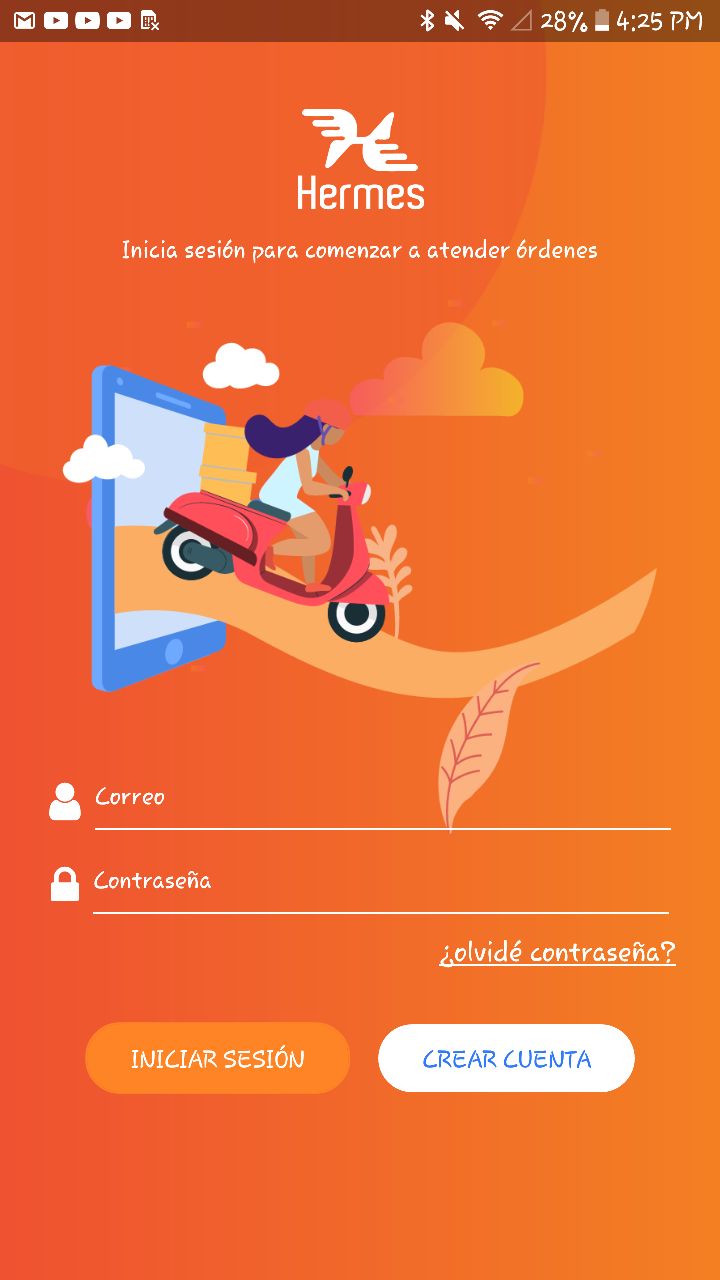 28% 4:25 PM
Hermes
Inicia sesión para comenzar a atender órdenes
Correo
Contraseña
¿olvidé contraseña?
INICIAR SESIÓN
CREAR CUENTA